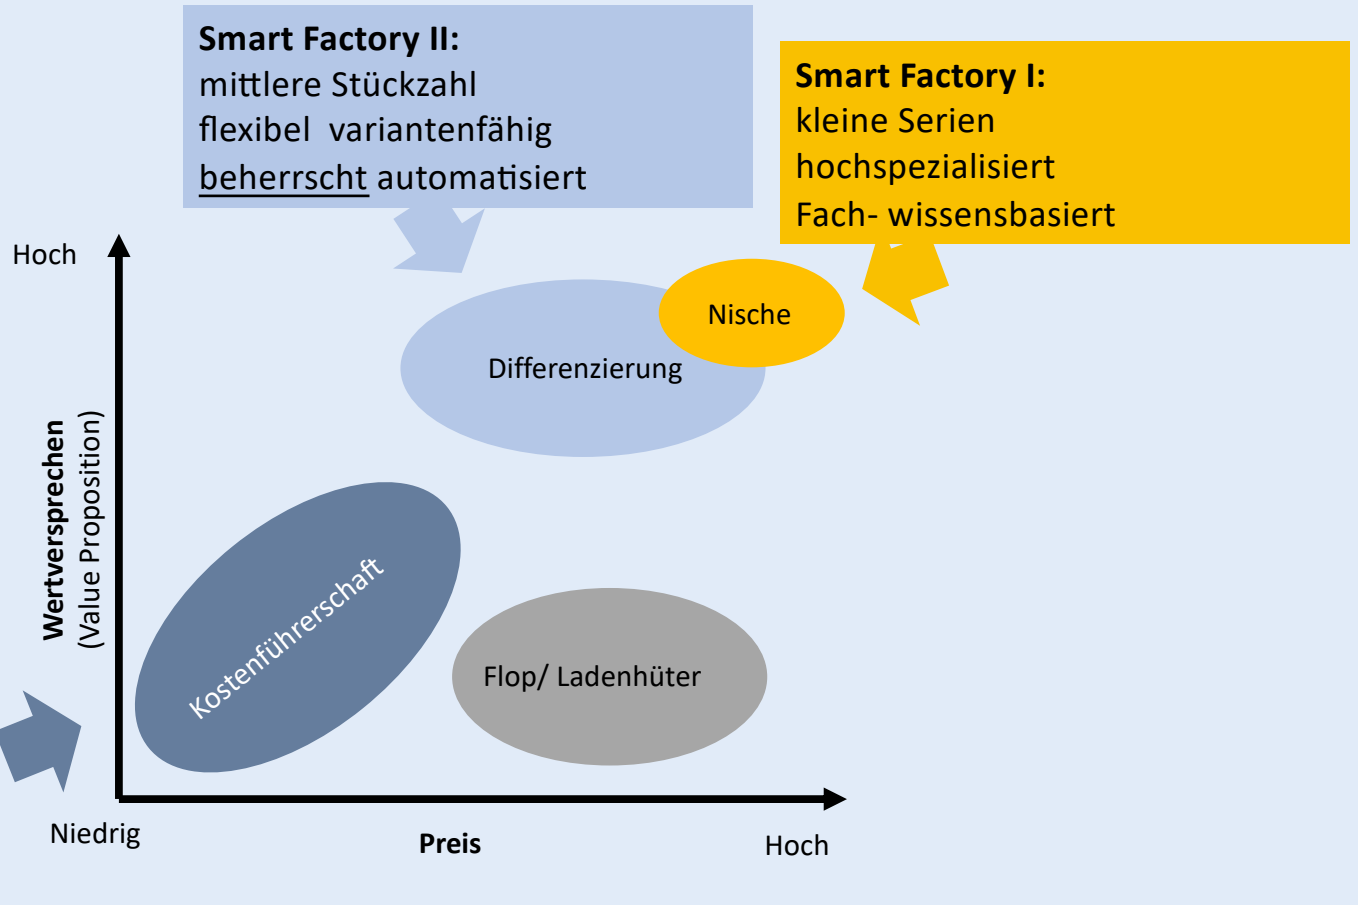 Smart Factory II:
mittlere Stückzahl
flexibel  variantenfähig
beherrscht automatisiert
Smart Factory I:
kleine Serien
hochspezialisiert
Fach- wissensbasiert
Hoch
Nische
Differenzierung
Wertversprechen
(Value Proposition)
Kostenführerschaft
Flop/ Ladenhüter
Niedrig
Preis
Hoch